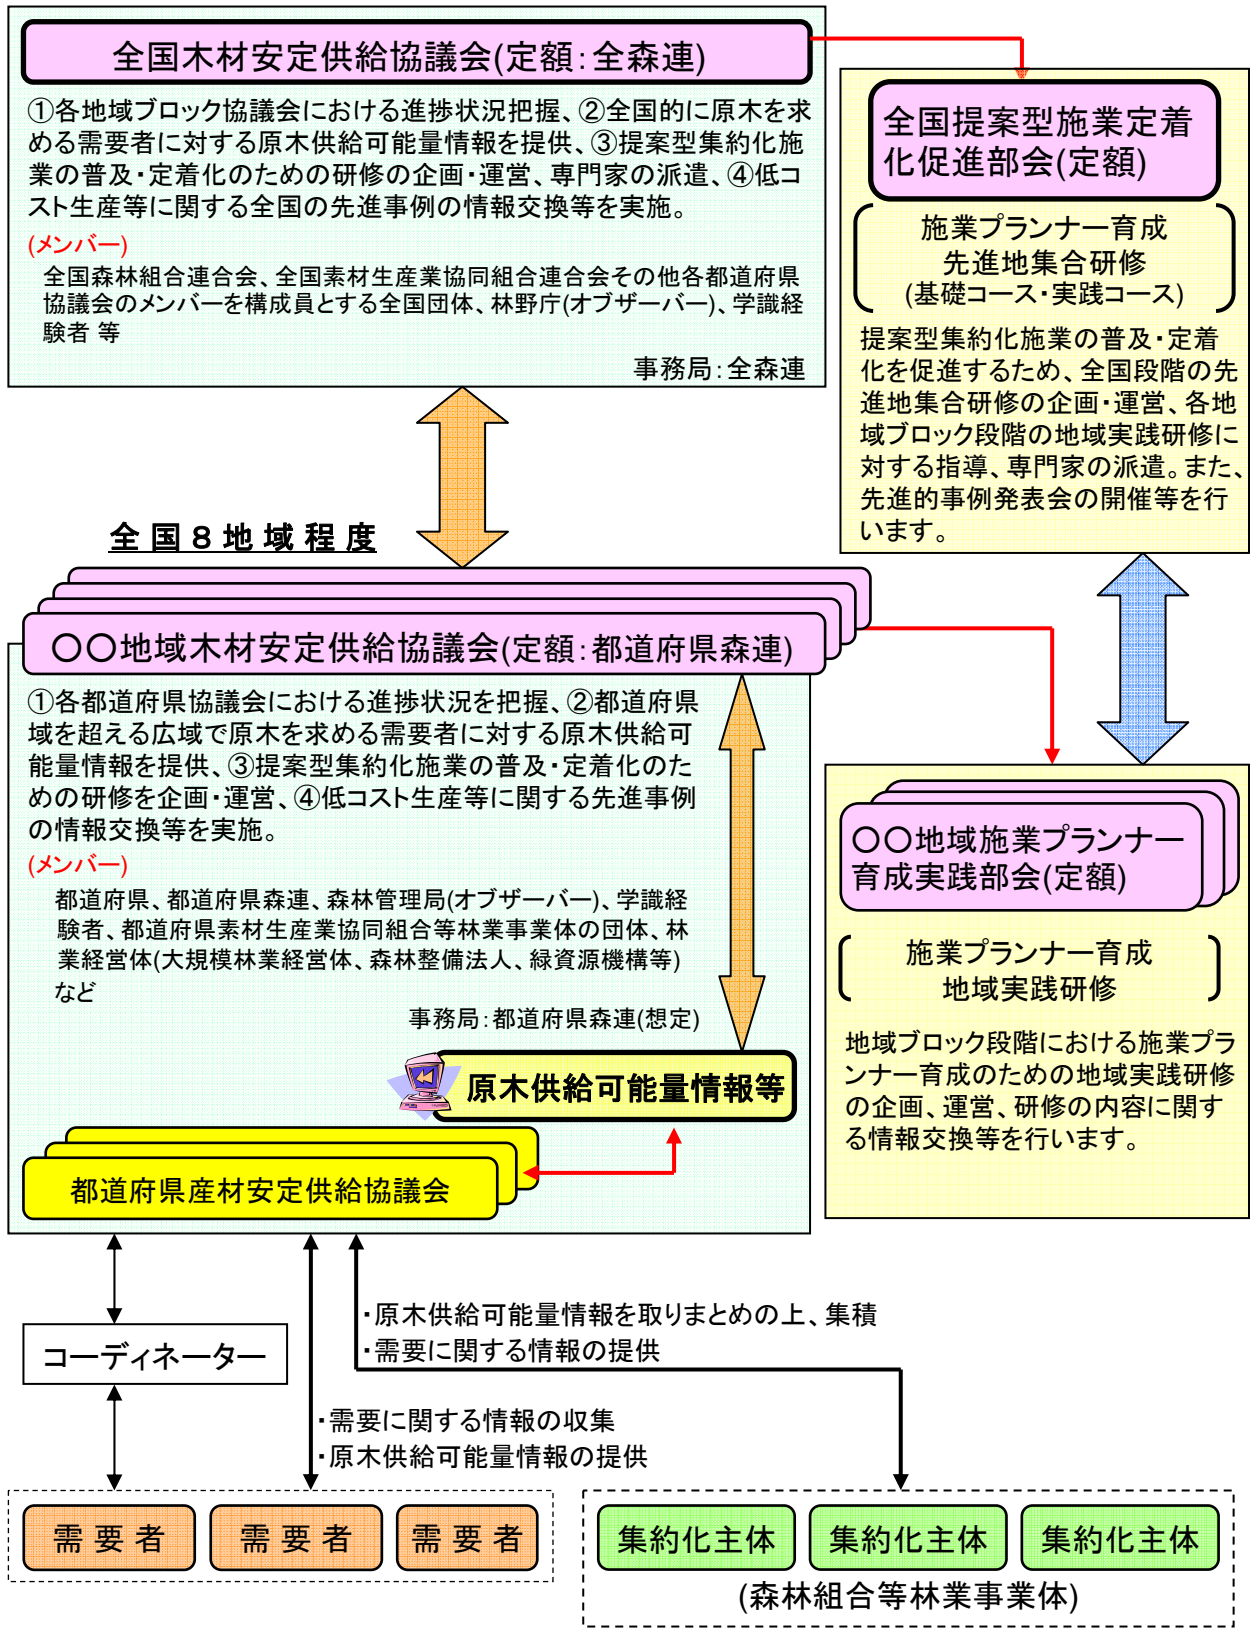 全国木材安定供給協議会(定額：全森連)
①各地域ブロック協議会における進捗状況把握、②全国的に原木を求
める需要者に対する原木供給可能量情報を提供、③提案型集約化施
業の普及・定着化のための研修の企画・運営、専門家の派遣、④低コ
スト生産等に関する全国の先進事例の情報交換等を実施。
(メンバー)
全国森林組合連合会、全国素材生産業協同組合連合会その他各都道府県
協議会のメンバーを構成員とする全国団体、林野庁(オブザーバー)、学識経
験者 等
事務局：全森連
全国提案型施業定着
化促進部会(定額)
施業プランナー育成
先進地集合研修
(基礎コース・実践コース)
提案型集約化施業の普及・定着
化を促進するため、全国段階の先
進地集合研修の企画・運営、各地
域ブロック段階の地域実践研修に
対する指導、専門家の派遣。また、
先進的事例発表会の開催等を行
います。
全国８地域程度
〇〇地域木材安定供給協議会(定額：都道府県森連)
①各都道府県協議会における進捗状況を把握、②都道府県
域を超える広域で原木を求める需要者に対する原木供給可
能量情報を提供、③提案型集約化施業の普及・定着化のた
めの研修を企画・運営、④低コスト生産等に関する先進事例
の情報交換等を実施。
(メンバー)
都道府県、都道府県森連、森林管理局(オブザーバー)、学識経
験者、都道府県素材生産業協同組合等林業事業体の団体、林
業経営体(大規模林業経営体、森林整備法人、緑資源機構等)
など
事務局：都道府県森連(想定)
原木供給可能量情報等
都道府県産材安定供給協議会
〇〇地域施業プランナー
育成実践部会(定額)
施業プランナー育成
地域実践研修
地域ブロック段階における施業プラ
ンナー育成のための地域実践研修
の企画、運営、研修の内容に関す
る情報交換等を行います。
・原木供給可能量情報を取りまとめの上、集積
・需要に関する情報の提供
コーディネーター
・需要に関する情報の収集
・原木供給可能量情報の提供
需要者
需要者
需要者
集約化主体
集約化主体
集約化主体
(森林組合等林業事業体)